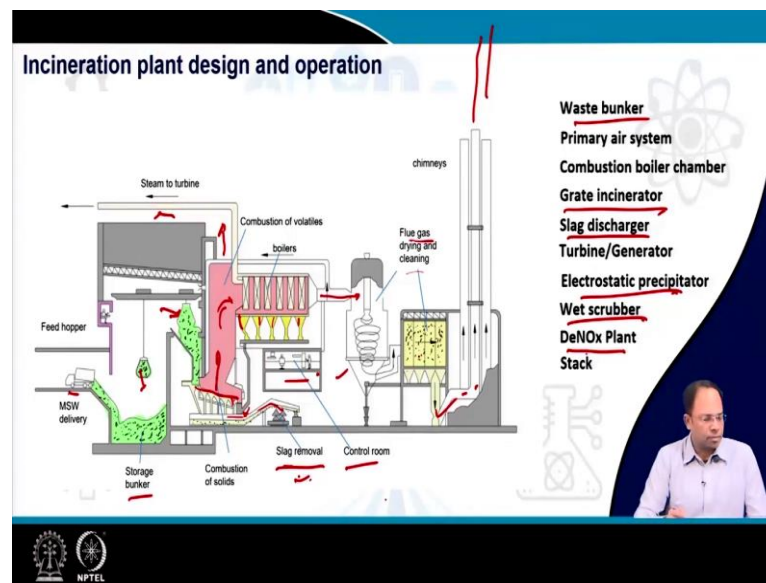 Incineration plant design and operation
Steam to turbine
Combustion of volatiles
boilers
Flue gas
drying and
cleaning
chimneys
Feed hopper
MSW
delivery
Storage
bunker
Combustion
of solids
Slag removal
Control room
Waste bunker
Primary air system
Combustion boiler chamber
Grate incinerator
Slag discharger
Turbine/Generator
Electrostatic precipitator
Wet scrubber
DeNOx Plant
Stack
NPTEL